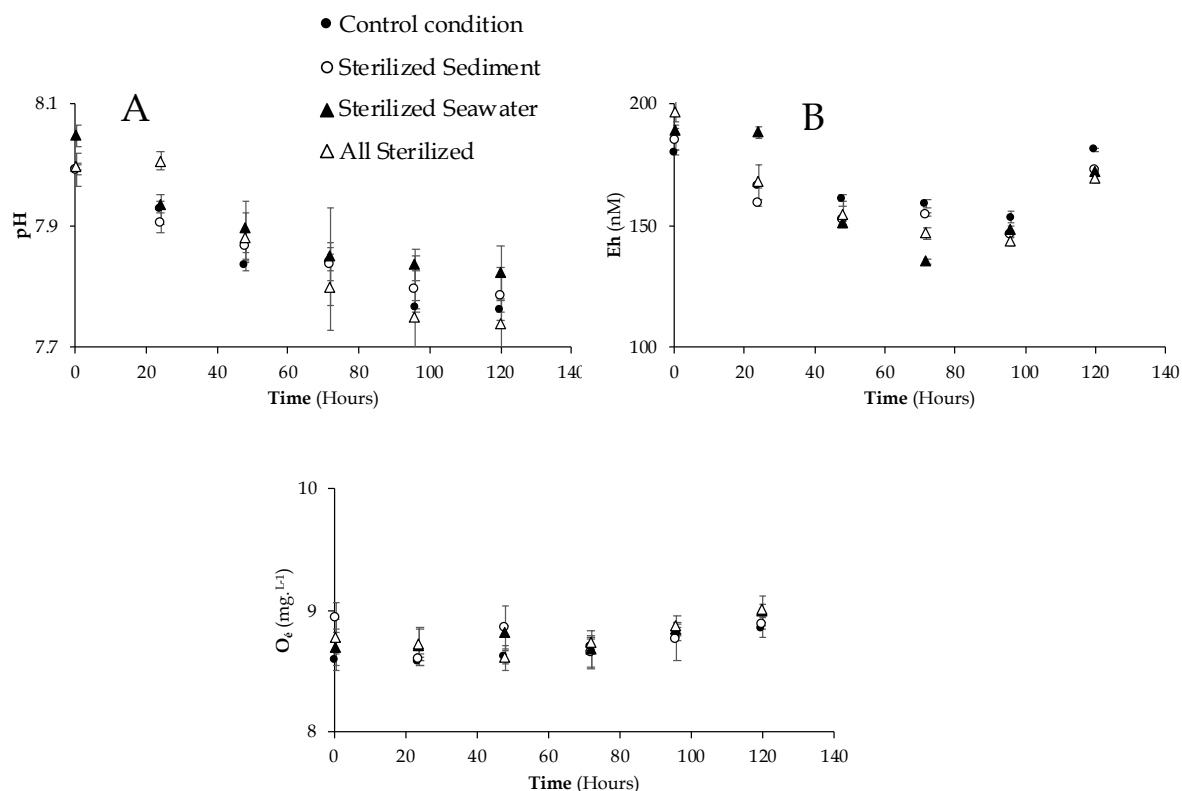 Control condition
Sterilized Sediment
Sterilized Seawater
All Sterilized
A
8.1
7.9
7.7
pH
0 20 40 60 80 100 120 140
Time (Hours)
B
200
150
100
Eh (nM)
0 20 40 60 80 100 120 140
Time (Hours)
10
9
8
O é (mg.L-1)
0 20 40 60 80 100 120 140
Time (Hours)